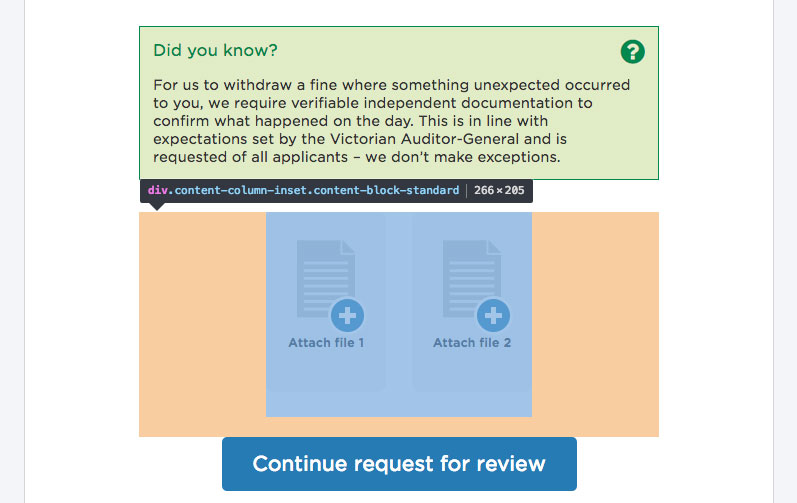 Did you know?
?
For us to withdraw a fine where something unexpected occurred
to you, we require verifiable independent documentation to
confirm what happened on the day. This is in line with
expectations set by the Victorian Auditor-General and is
requested of all applicants – we don't make exceptions.
div.content-column-inset.content-block-standard | 266 × 205
Attach file 1
Attach file 2
Continue request for review